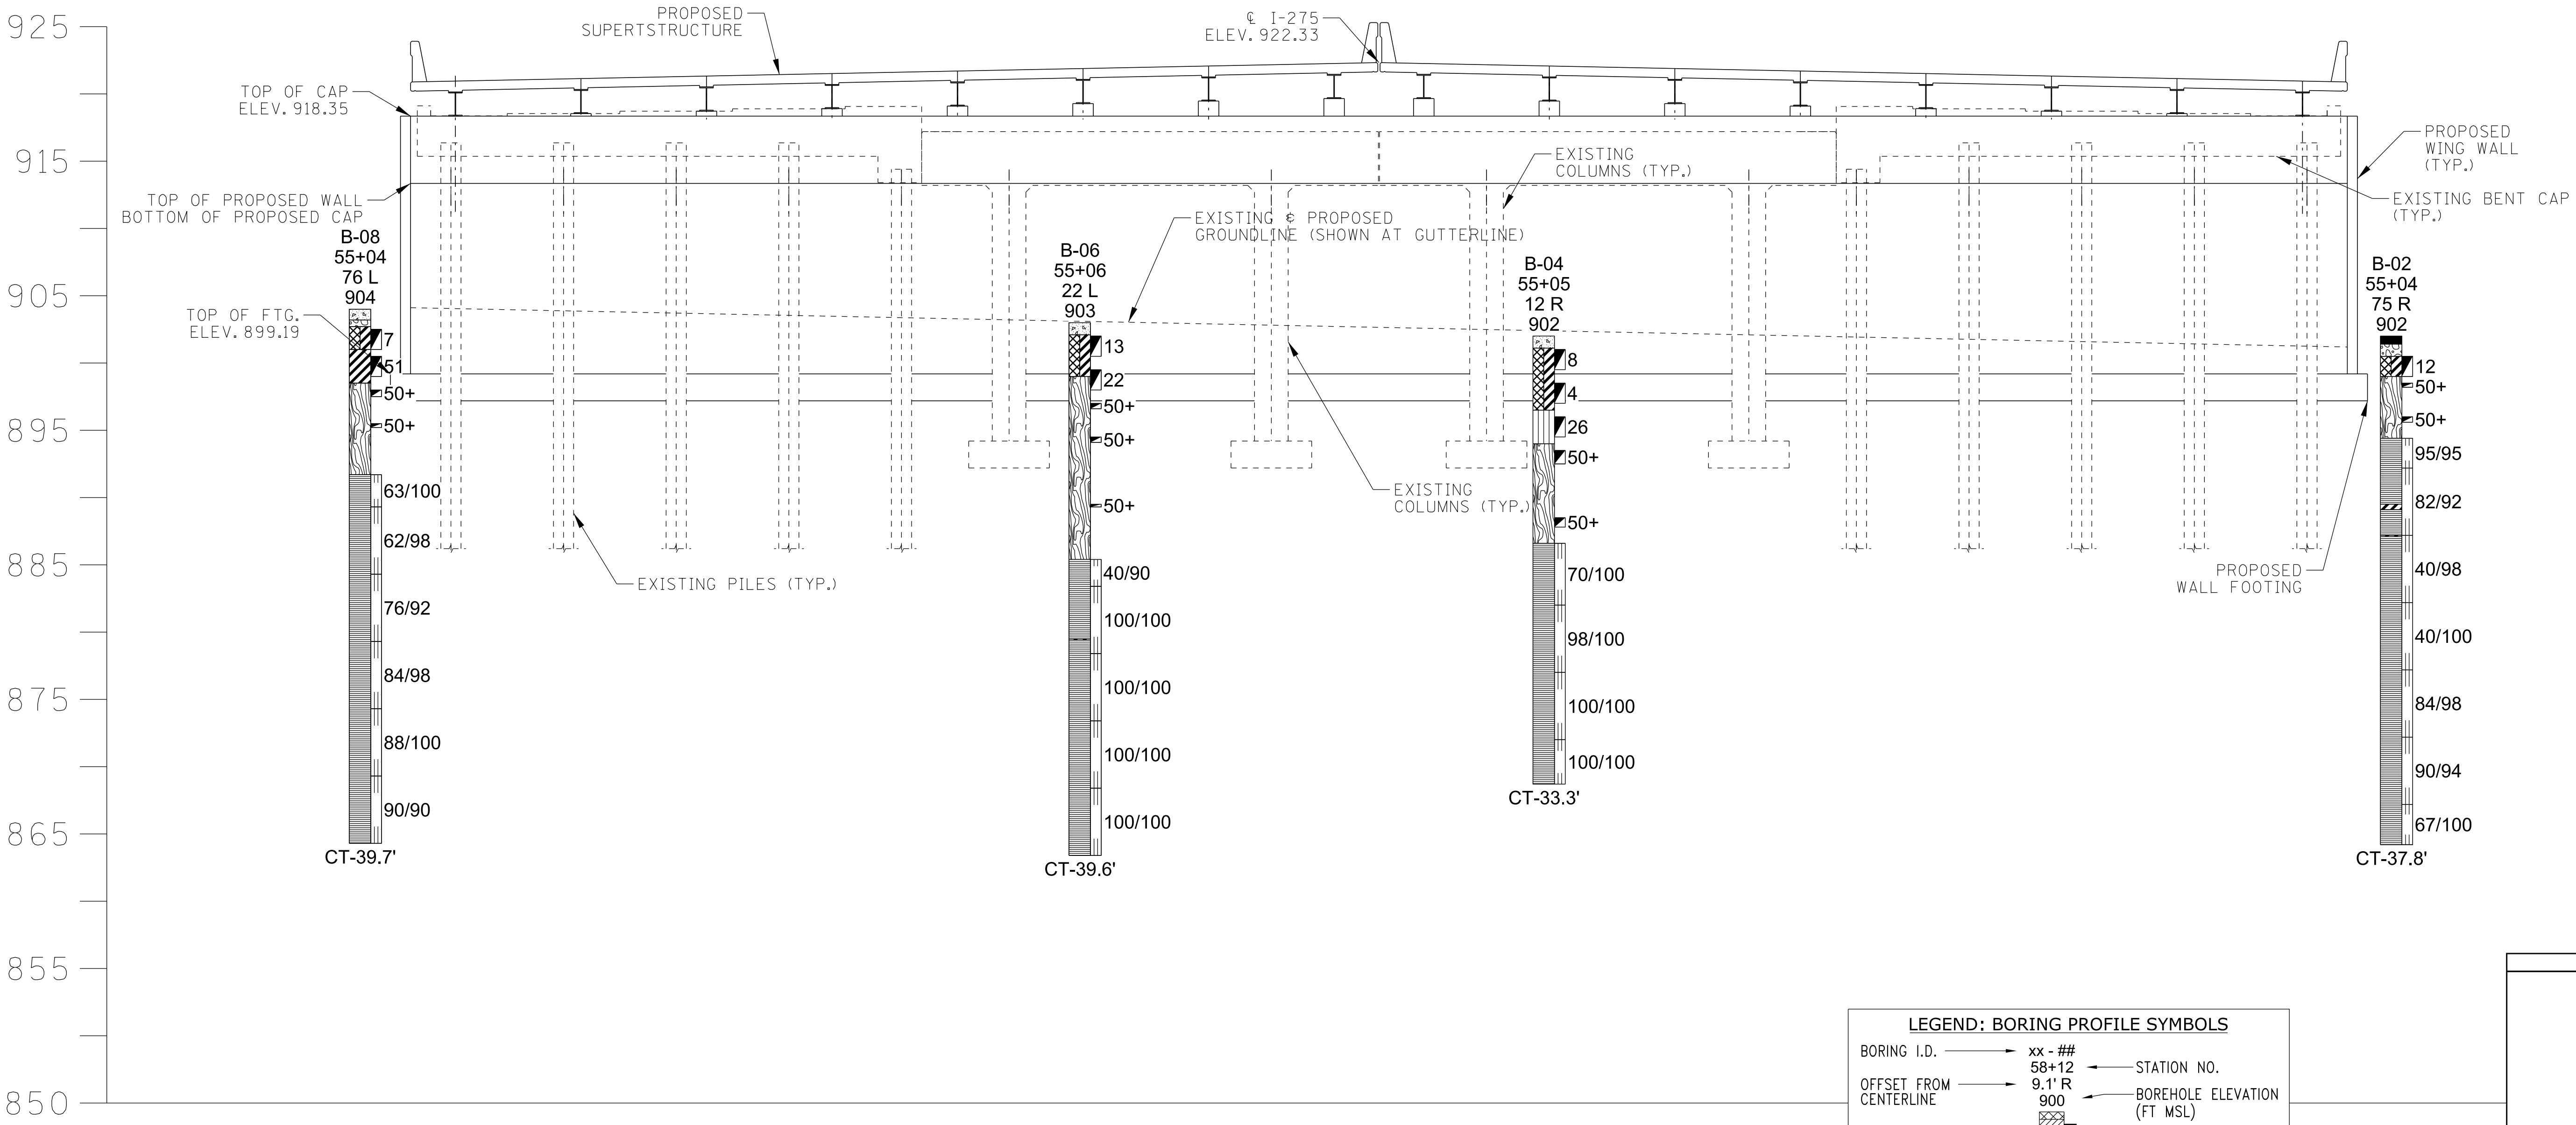 925
915
905
895
885
875
865
855
850
PROPOSED
SUPERTSTRUCTURE
℄ I-275
ELEV. 922.33
TOP OF CAP
ELEV. 918.35
TOP OF PROPOSED WALL
BOTTOM OF PROPOSED CAP
EXISTING
COLUMNS (TYP.)
PROPOSED
WING WALL
(TYP.)
EXISTING BENT CAP
(TYP.)
EXISTING & PROPOSED
GROUNDLINE (SHOWN AT GUTTERLINE)
TOP OF FTG.
ELEV. 899.19
EXISTING
COLUMNS (TYP.)
EXISTING PILES (TYP.)
PROPOSED
WALL FOOTING
B-08
55+04
76 L
904
7
51
50+
50+
63/100
62/98
76/92
84/98
88/100
90/90
CT-39.7'
B-06
55+06
22 L
903
13
22
50+
50+
50+
40/90
100/100
100/100
100/100
100/100
CT-39.6'
B-04
55+05
12 R
902
8
4
26
50+
50+
70/100
98/100
100/100
100/100
CT-33.3'
B-02
55+04
75 R
902
12
50+
50+
95/95
82/92
40/98
40/100
84/98
90/94
67/100
CT-37.8'
LEGEND: BORING PROFILE SYMBOLS
BORING I.D. xx - ##
58+12 STATION NO.
OFFSET FROM
CENTERLINE
9.1' R
900
BOREHOLE ELEVATION
(FT MSL)